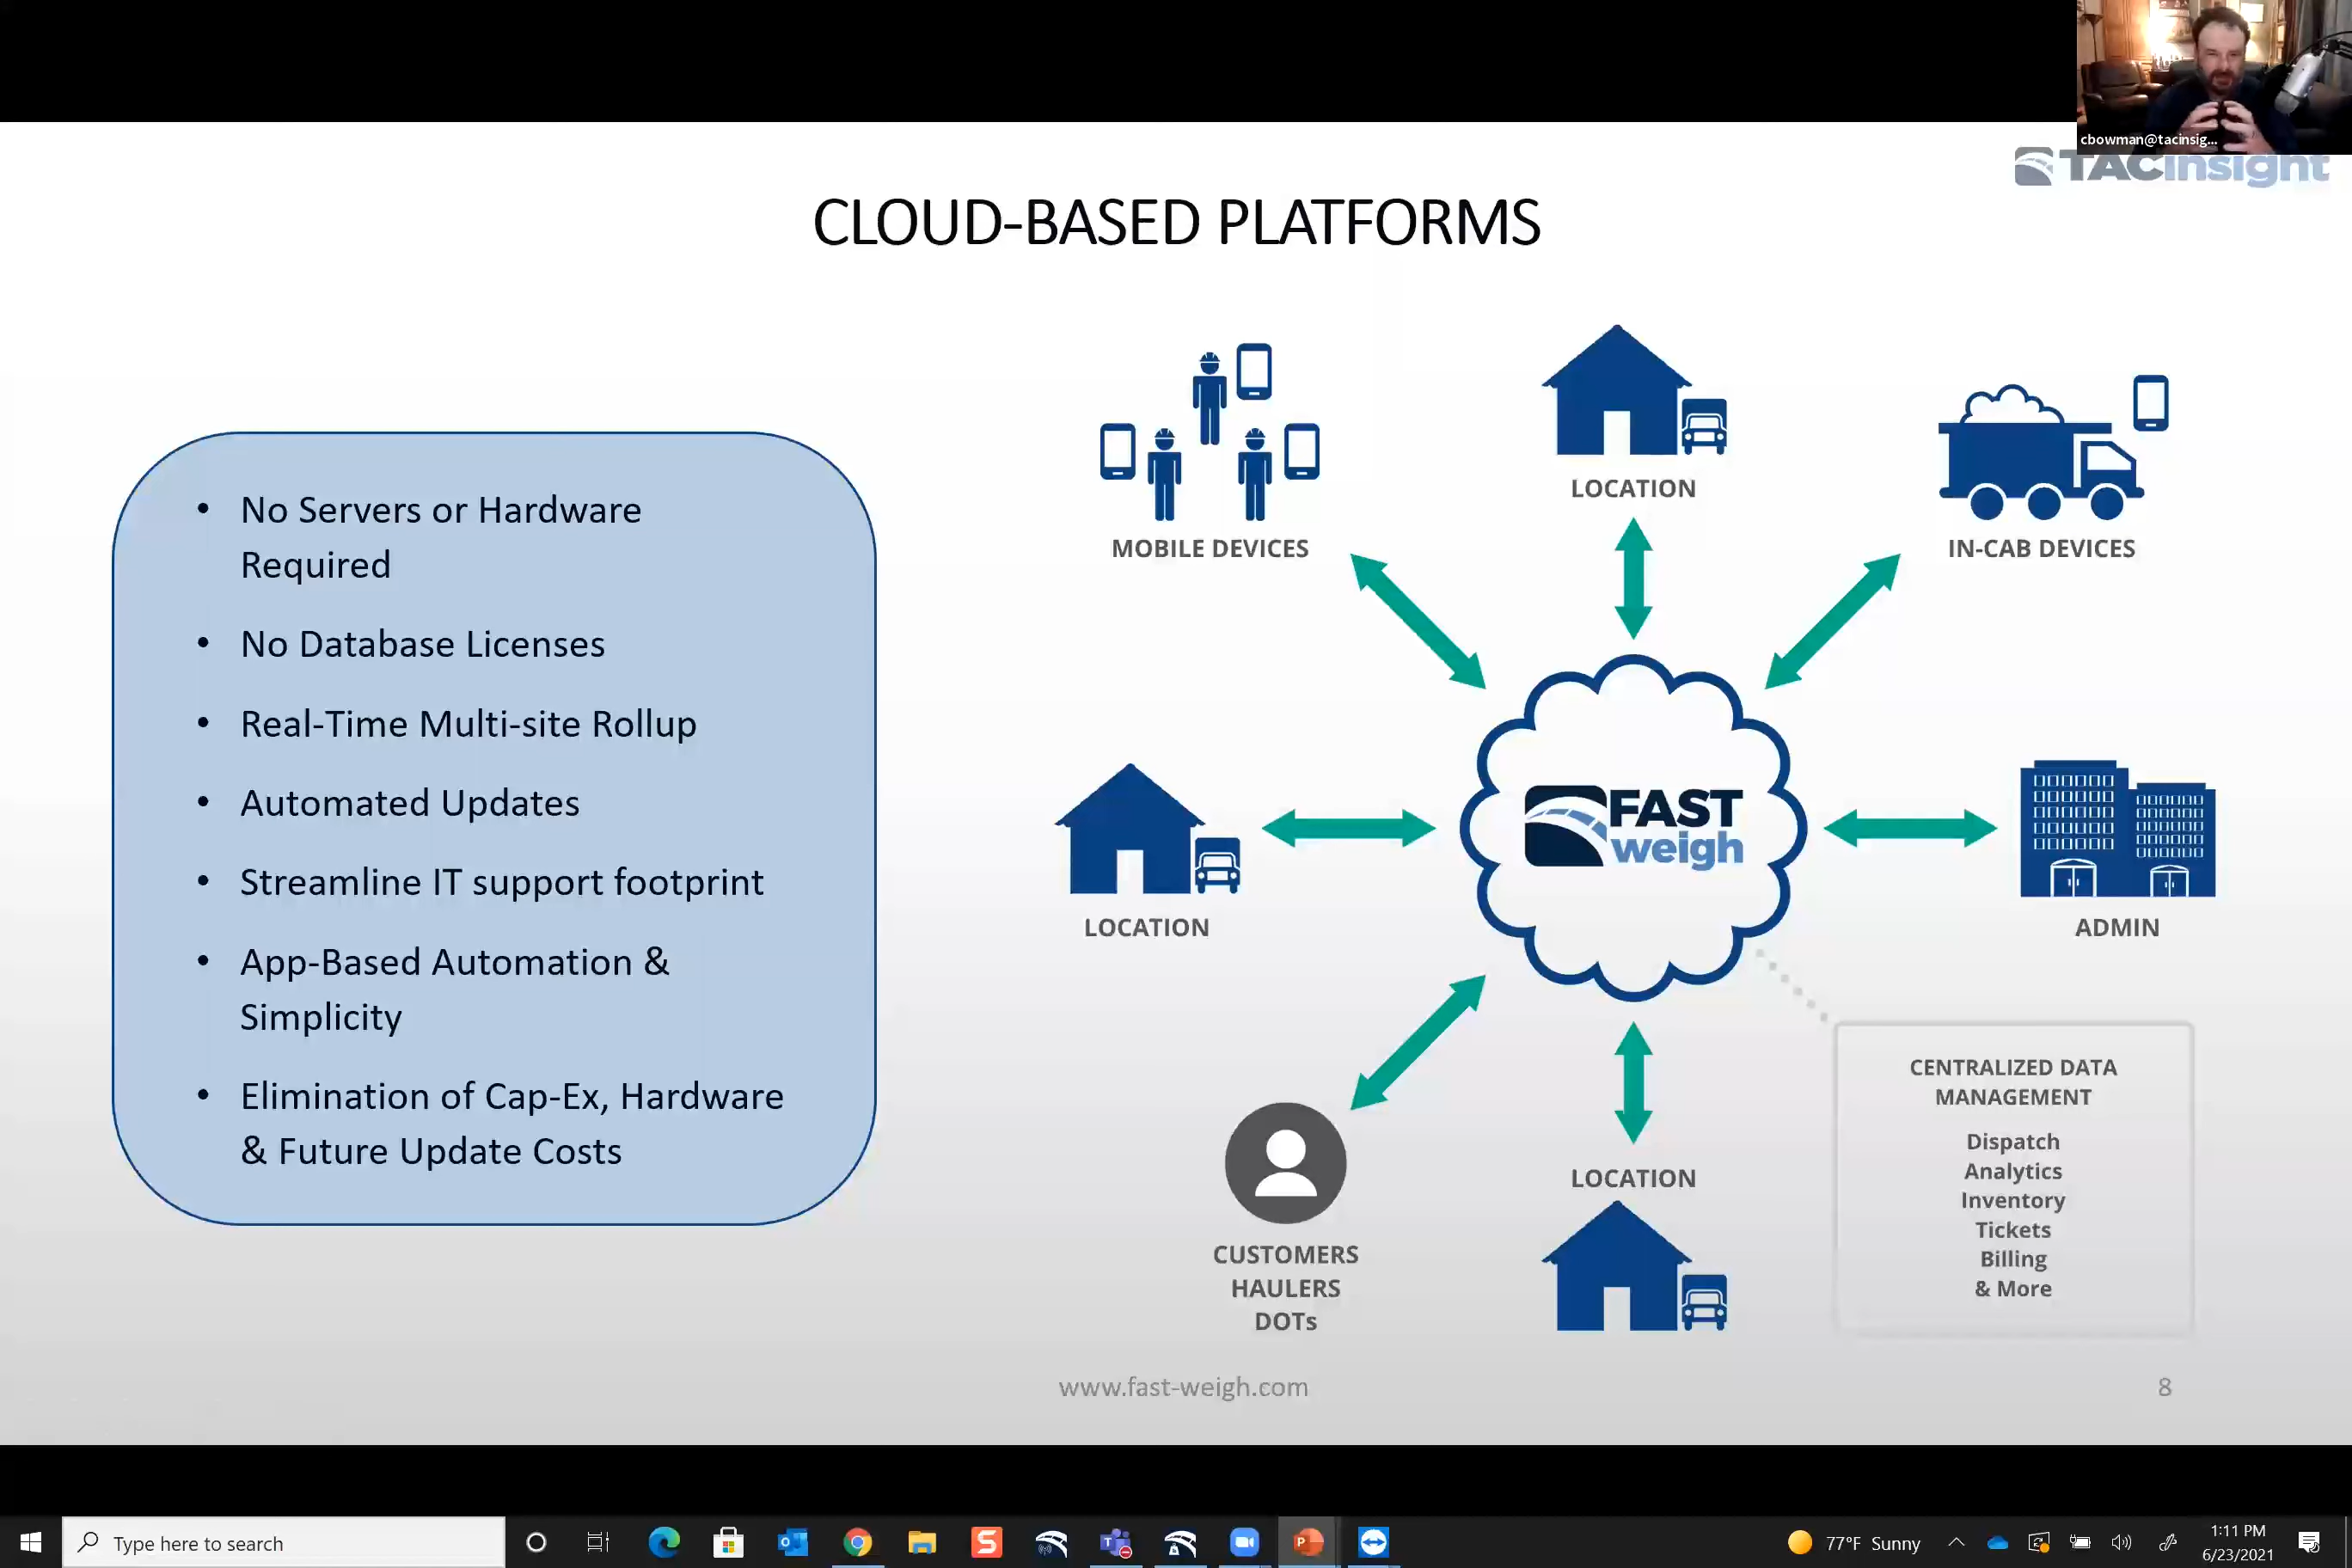 cbowman@tacinsig...
TACinsight
CLOUD-BASED PLATFORMS
• No Servers or Hardware
Required
• No Database Licenses
• Real-Time Multi-site Rollup
• Automated Updates
• Streamline IT support footprint
• App-Based Automation &
Simplicity
• Elimination of Cap-Ex, Hardware
& Future Update Costs
MOBILE DEVICES
LOCATION
IN-CAB DEVICES
LOCATION
FAST
weigh
ADMIN
CUSTOMERS
HAULERS
DOTs
LOCATION
CENTRALIZED DATA
MANAGEMENT
Dispatch
Analytics
Inventory
Tickets
Billing
& More
www.fast-weigh.com
8
Type here to search
77°F Sunny
1:11 PM
6/23/2021